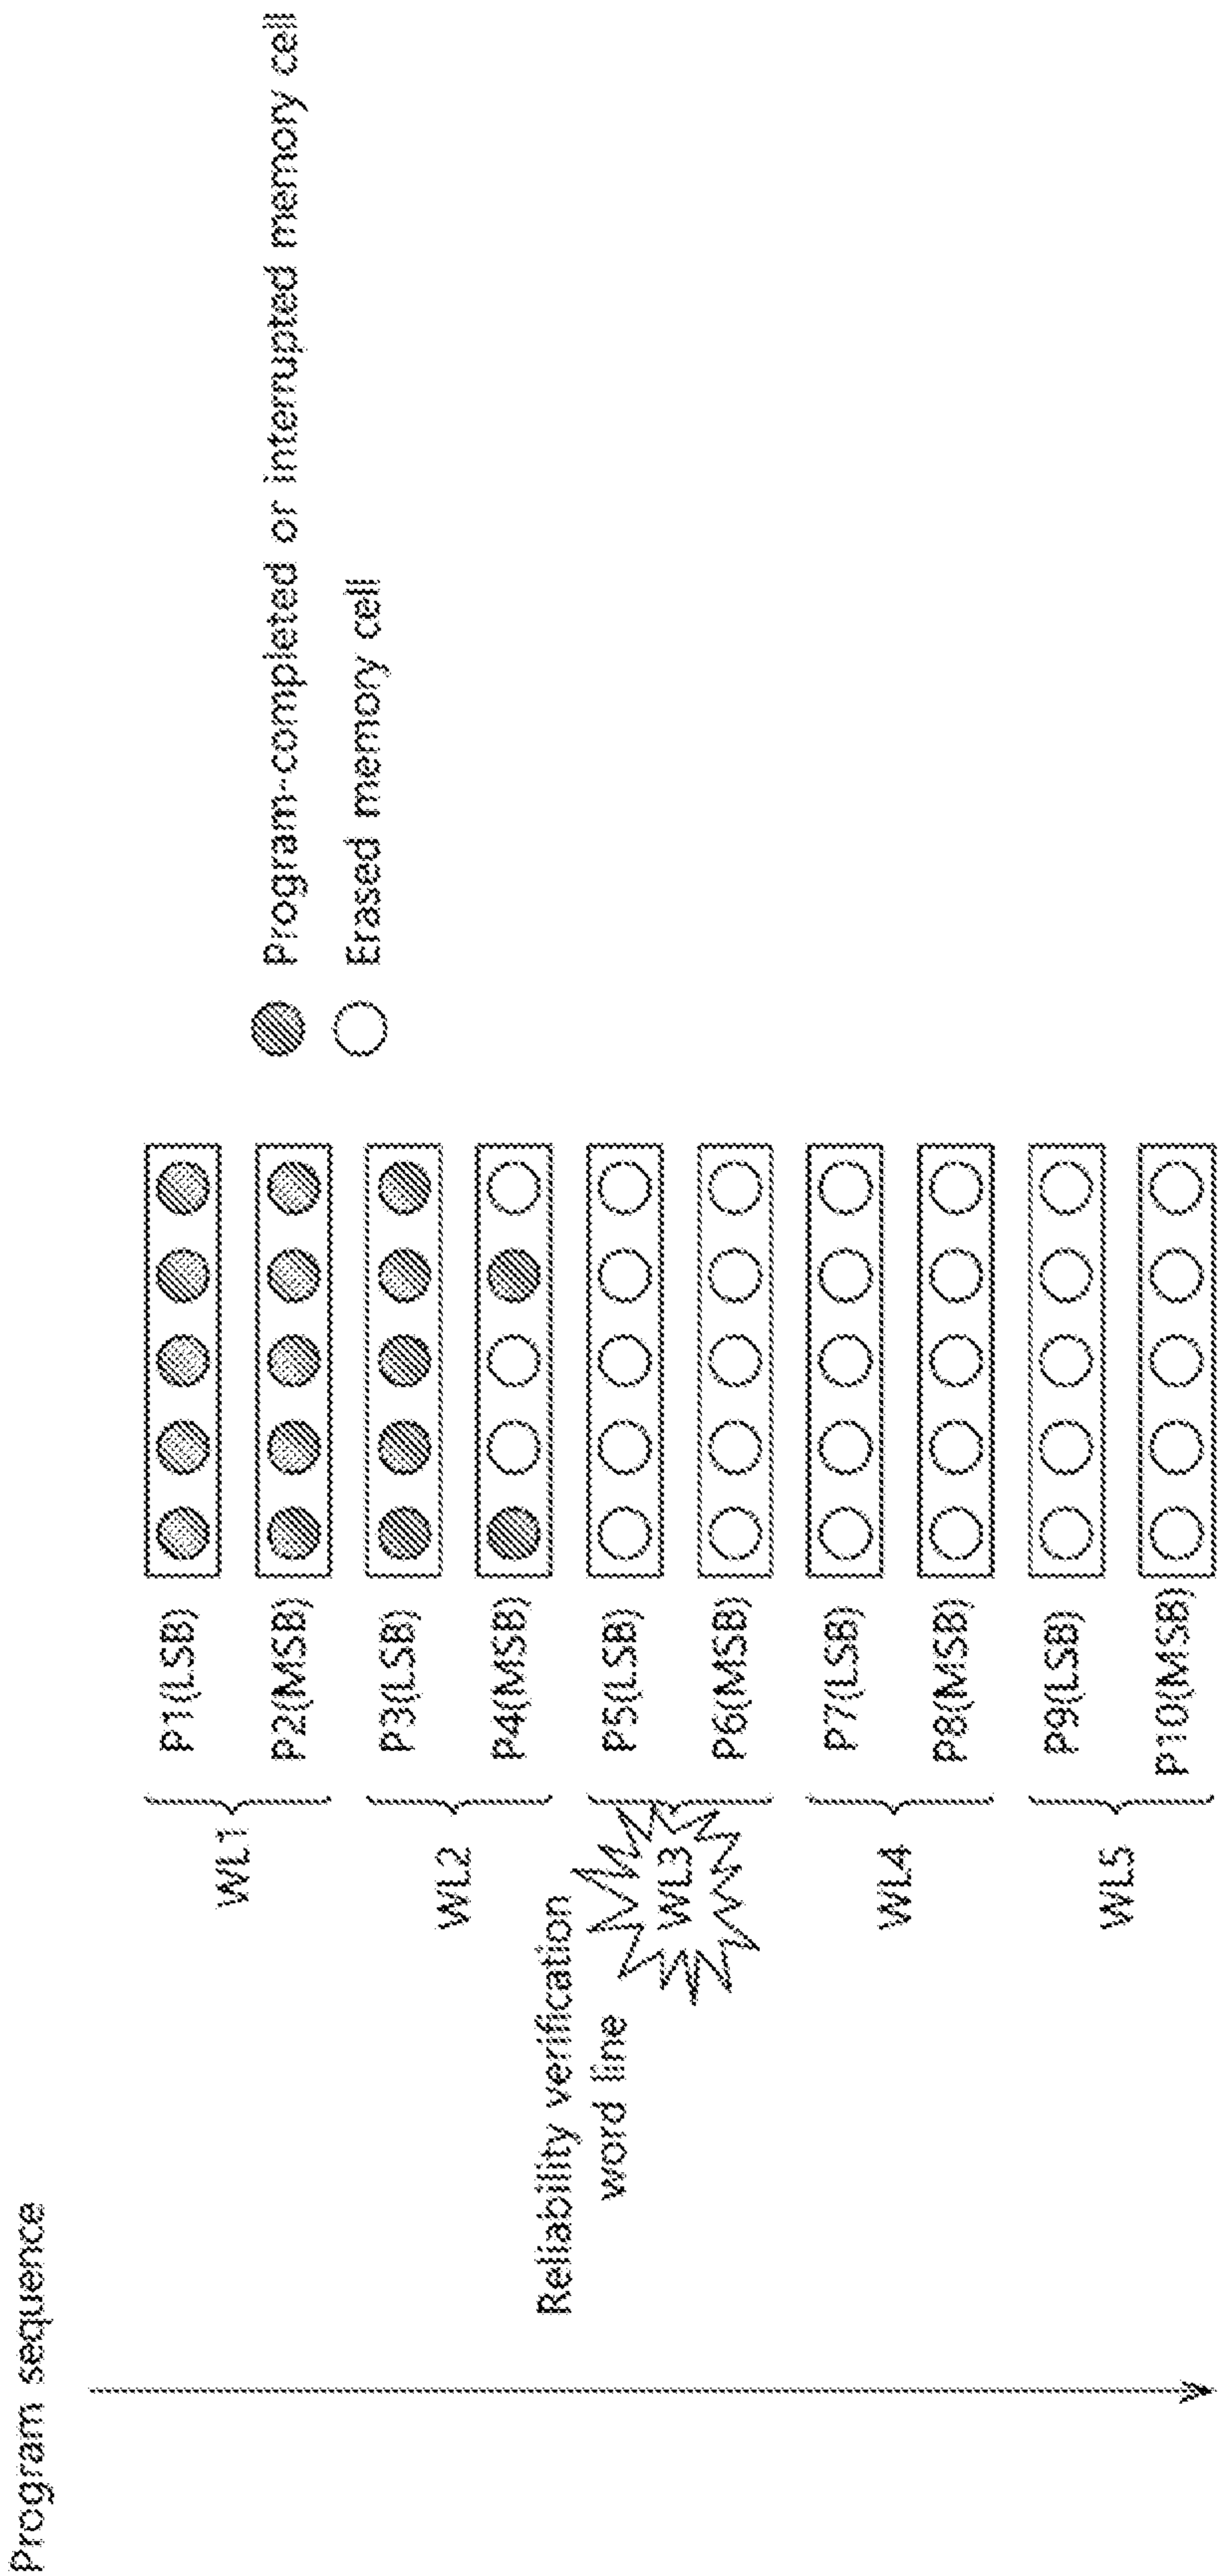 Program sequence
Program-completed or interrupted memory cell
Erased memory cell
WL1
P1(LSB)
P2(MSB)
WL2
P3(LSB)
P4(MSB)
Reliability verification
word line
WL3
P5(LSB)
P6(MSB)
WL4
P7(LSB)
P8(MSB)
WL5
P9(LSB)
P10(MSB)